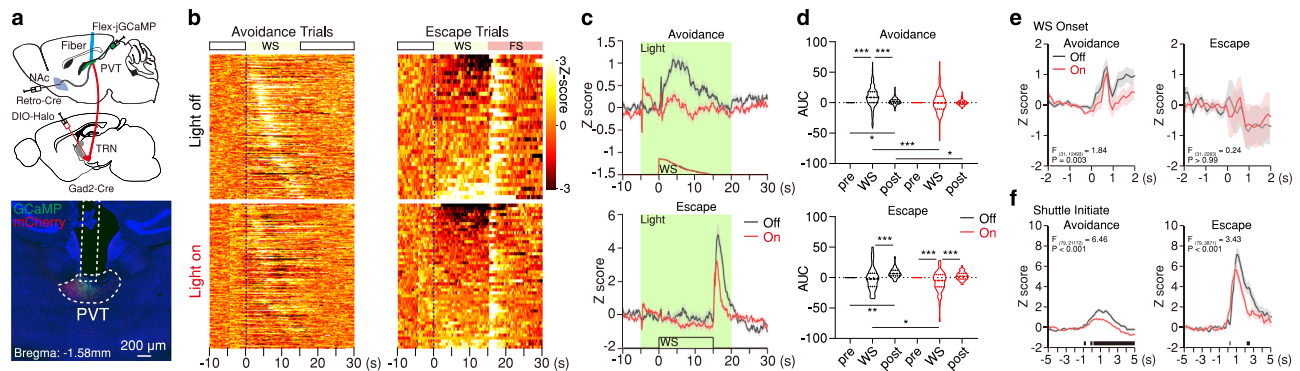 a
Flex-jGCaMP
Fiber
NAc
PVT
Retro-Cre
DIO-Halo
TRN
Gad2-Cre
GCaMP
mCherry
PVT
200 μm
Bregma: -1.58mm
b
Avoidance Trials
Escape Trials
WS
WS
FS
Light off
Light on
3
Z-score
0
-3
-10 0 10 20 30 (s)
-10 0 10 20 30 (s)
c
Avoidance
Light
Z score
1.5
1
0.5
0
-0.5
-1
-1.5
WS
-10 0 10 20 30 (s)
Escape
Light
Off
On
Z score
6
4
2
0
-2
WS
-10 0 10 20 30 (s)
d
Avoidance
*** ***
AUC
100
50
0
-50
-100
*
***
*
pre WS post pre WS post
Escape
Off
On
***
*** ***
AUC
100
50
0
-50
-100
**
*
pre WS post pre WS post
e
WS Onset
Avoidance
Escape
Off
On
Z score
2
1
0
-1
-2
F (31, 12493) = 1.84
P = 0.003
-2 -1 0 1 2 (s)
Z score
2
1
0
-1
-2
F (31, 2263) = 0.24
P > 0.99
-2 -1 0 1 2 (s)
f
Shuttle Initiate
Avoidance
Escape
Z score
10
8
6
4
2
0
F (79, 21172) = 6.46
P < 0.001
-5 -3 -1 1 3 5 (s)
Z score
10
8
6
4
2
0
F (79, 3871) = 3.43
P < 0.001
-5 -3 -1 1 3 5 (s)